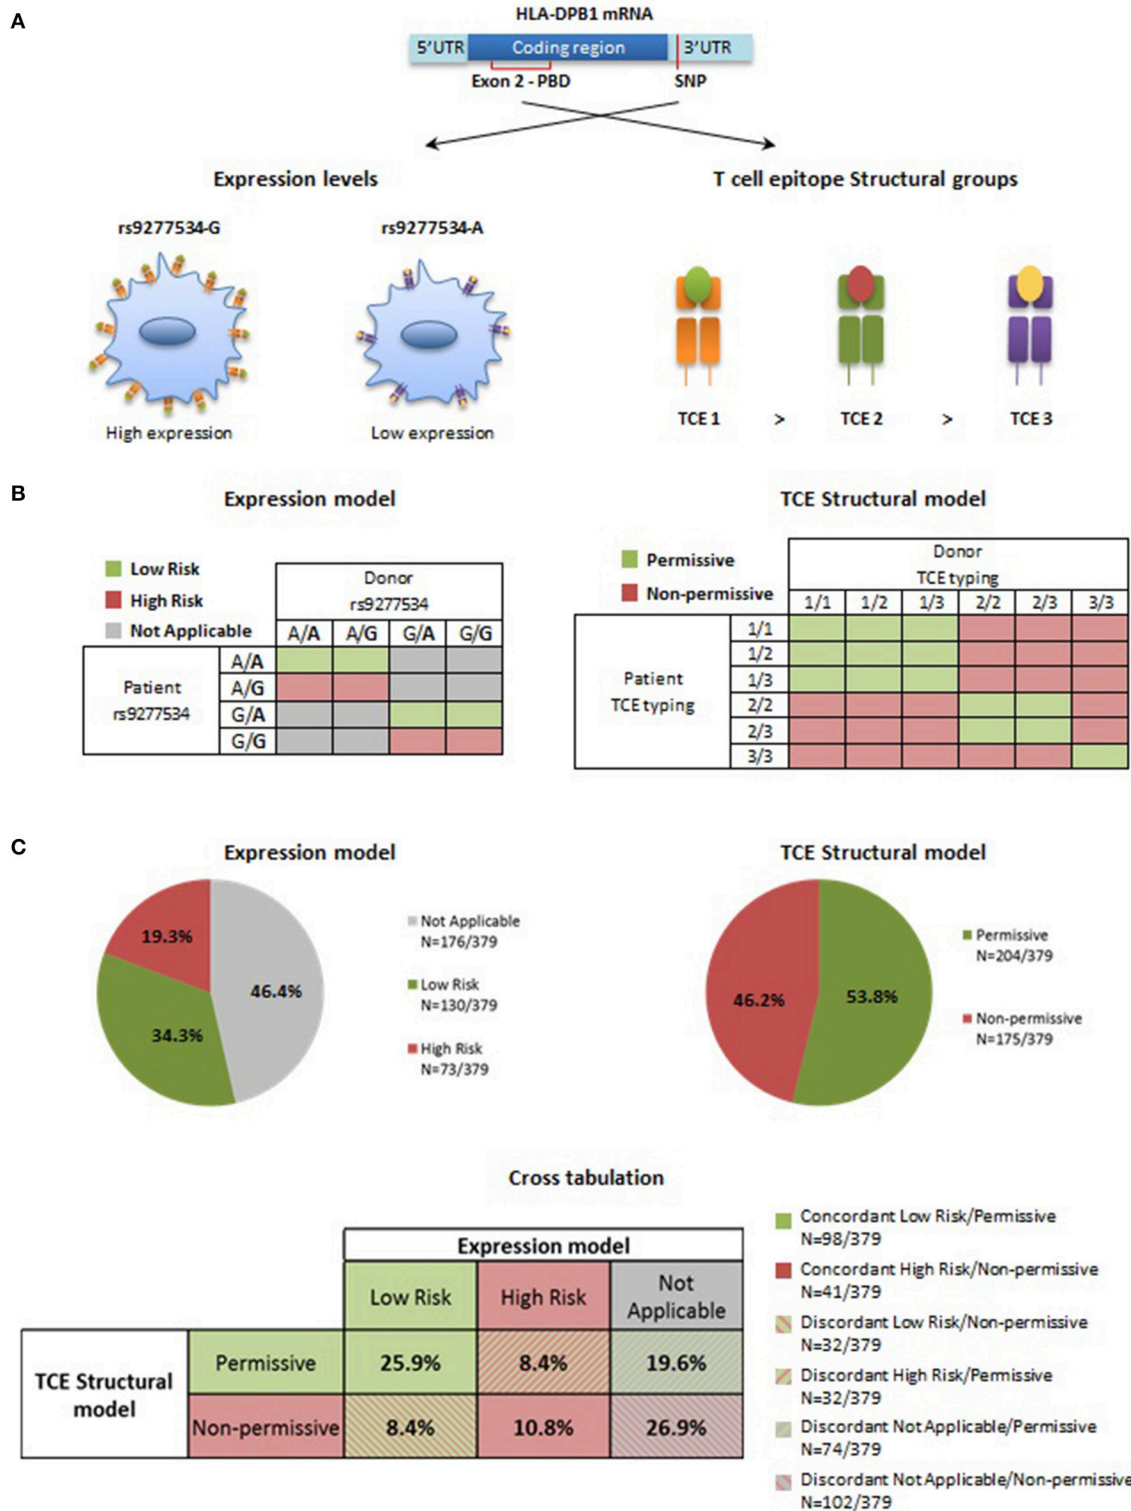 A
HLA-DPB1 mRNA
5'UTR
Coding region
3'UTR
Exon 2 - PBD
SNP
Expression levels
T cell epitope Structural groups
rs9277534-G
rs9277534-A
High expression
Low expression
TCE 1
>
TCE 2
>
TCE 3
B
Expression model
TCE Structural model
Low Risk
High Risk
Not Applicable
Donor
rs9277534
A/A A/G G/A G/G
Patient
rs9277534
A/A
A/G
G/A
G/G
Permissive
Non-permissive
Donor
TCE typing
1/1 1/2 1/3 2/2 2/3 3/3
Patient
TCE typing
1/1
1/2
1/3
2/2
2/3
3/3
C
Expression model
TCE Structural model
19.3%
46.4%
34.3%
Not Applicable
N=176/379
Low Risk
N=130/379
High Risk
N=73/379
46.2%
53.8%
Permissive
N=204/379
Non-permissive
N=175/379
Cross tabulation
Expression model
Low Risk
High Risk
Not
Applicable
TCE Structural
model
Permissive
25.9%
8.4%
19.6%
Non-permissive
8.4%
10.8%
26.9%
Concordant Low Risk/Permissive
N=98/379
Concordant High Risk/Non-permissive
N=41/379
Discordant Low Risk/Non-permissive
N=32/379
Discordant High Risk/Permissive
N=32/379
Discordant Not Applicable/Permissive
N=74/379
Discordant Not Applicable/Non-permissive
N=102/379